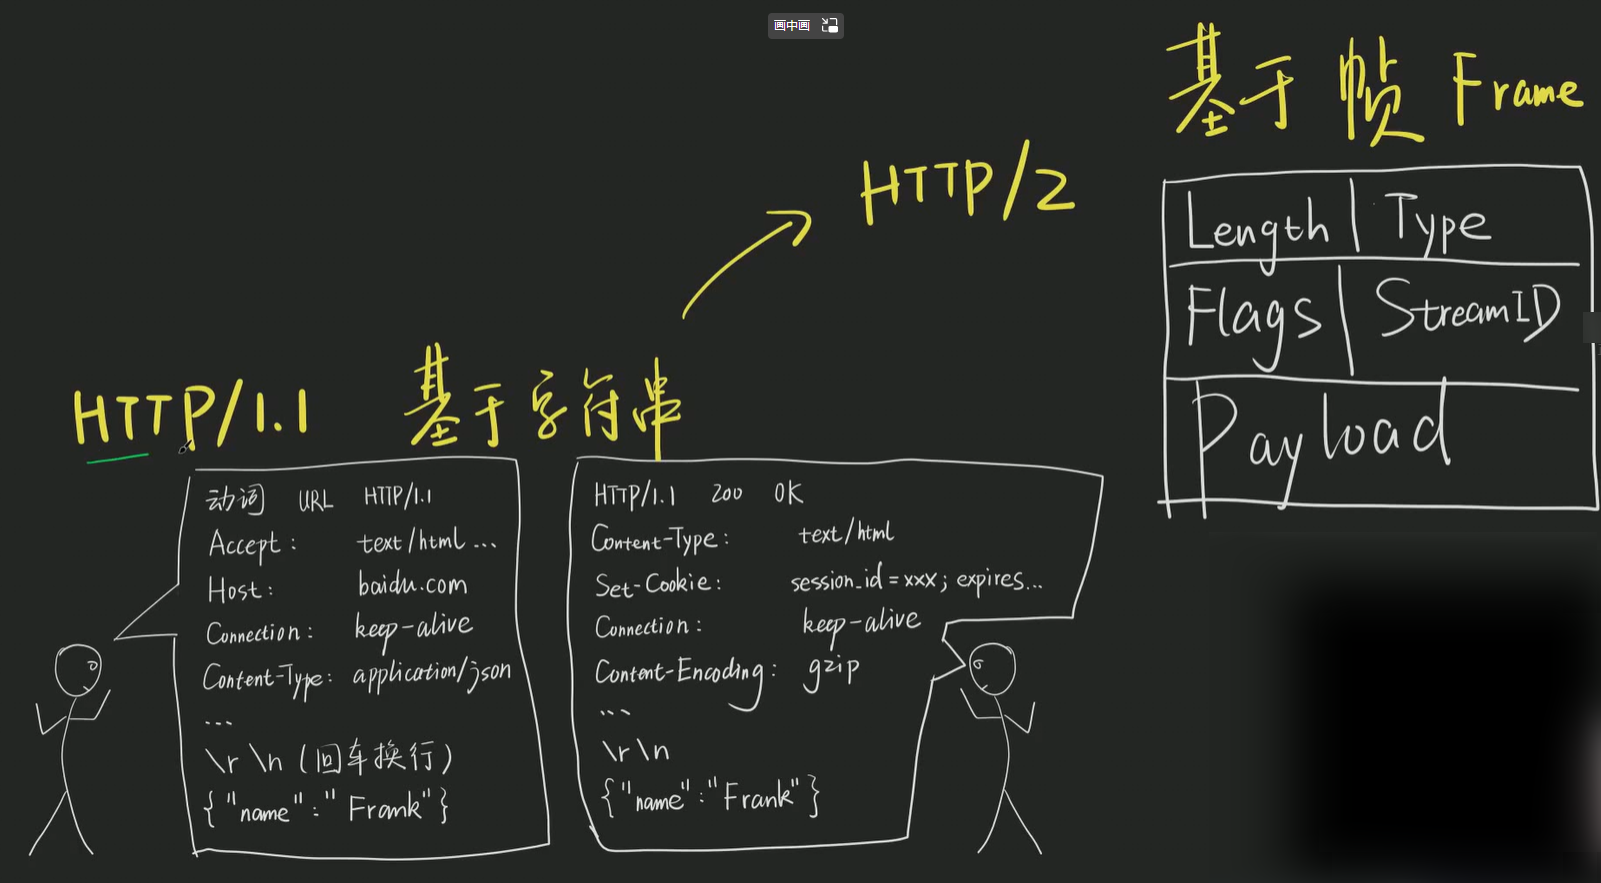 画中画
基于 帧 Frame
HTTP/2
Length | Type
Flags | StreamID
Payload
HTTP/1.1 基于字符串
动词 URL HTTP/1.1
Accept: text/html ...
Host: baidu.com
Connection: keep-alive
Content-Type: application/json
...
\r \n (回车换行)
{"name":"Frank"}
HTTP/1.1 200 OK
Content-Type: text/html
Set-Cookie: session_id=xxx; expires...
Connection: keep-alive
Content-Encoding: gzip
...
\r\n
{"name":"Frank"}